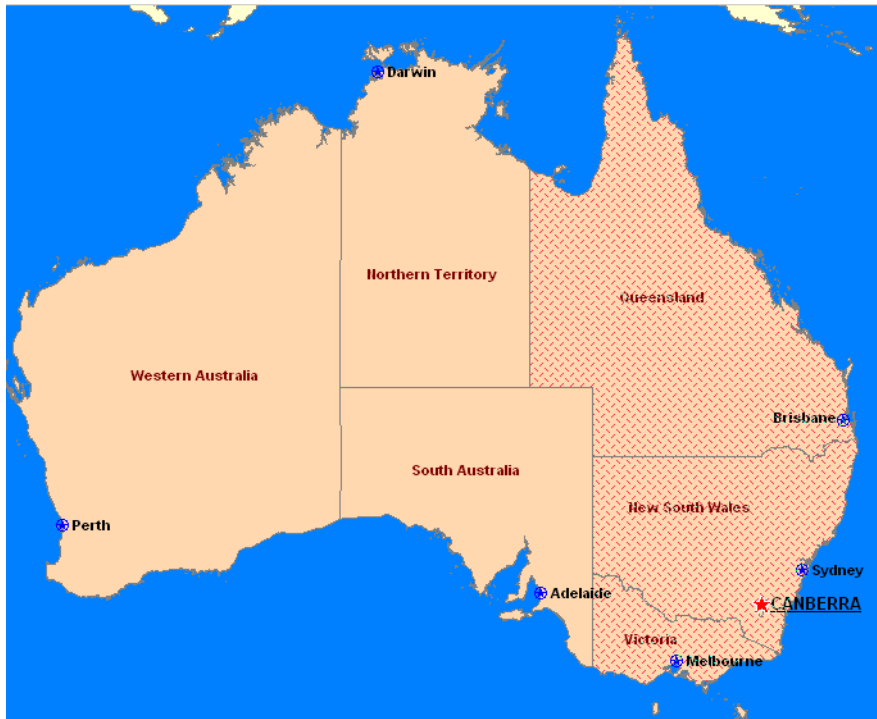 Darwin
Northern Territory
Queensland
Western Australia
Brisbane
South Australia
New South Wales
Perth
Sydney
Adelaide
CANBERRA
Victoria
Melbourne